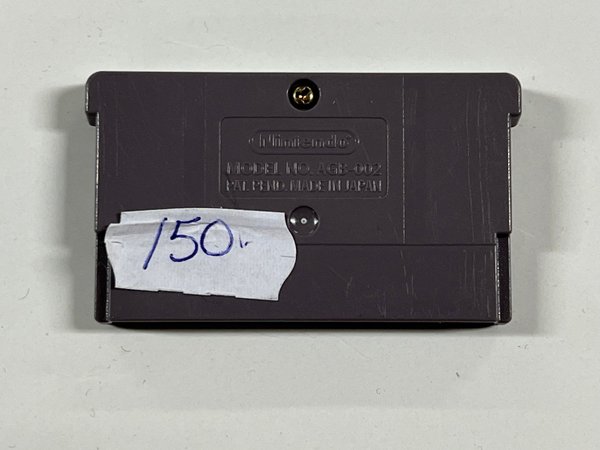 Nintendo
MODEL NO. AGB-002
PAT.PEND. MADE IN JAPAN
150.-